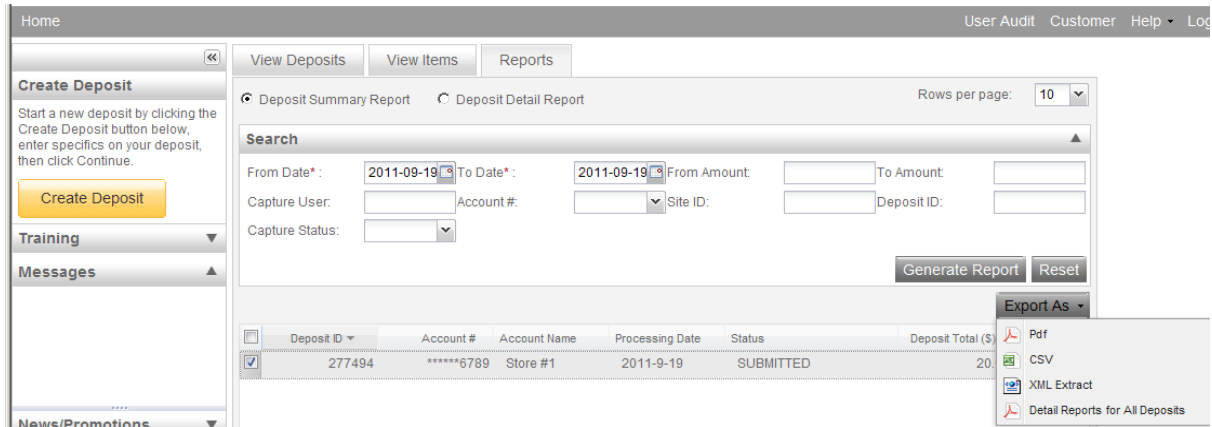 Home User Audit Customer Help Log
View Deposits View Items Reports
Create Deposit
Start a new deposit by clicking the
Create Deposit button below,
enter specifics on your deposit,
then click Continue.
Create Deposit
Training
Messages
News/Promotions
Deposit Summary Report Deposit Detail Report Rows per page: 10
Search
From Date* : 2011-09-19 To Date* : 2011-09-19 From Amount: To Amount:
Capture User: Account #: Site ID: Deposit ID:
Capture Status:
Generate Report Reset
Export As
Pdf
CSV
XML Extract
Detail Reports for All Deposits
Deposit ID Account # Account Name Processing Date Status Deposit Total ($)
277494 ******6789 Store #1 2011-9-19 SUBMITTED 20.